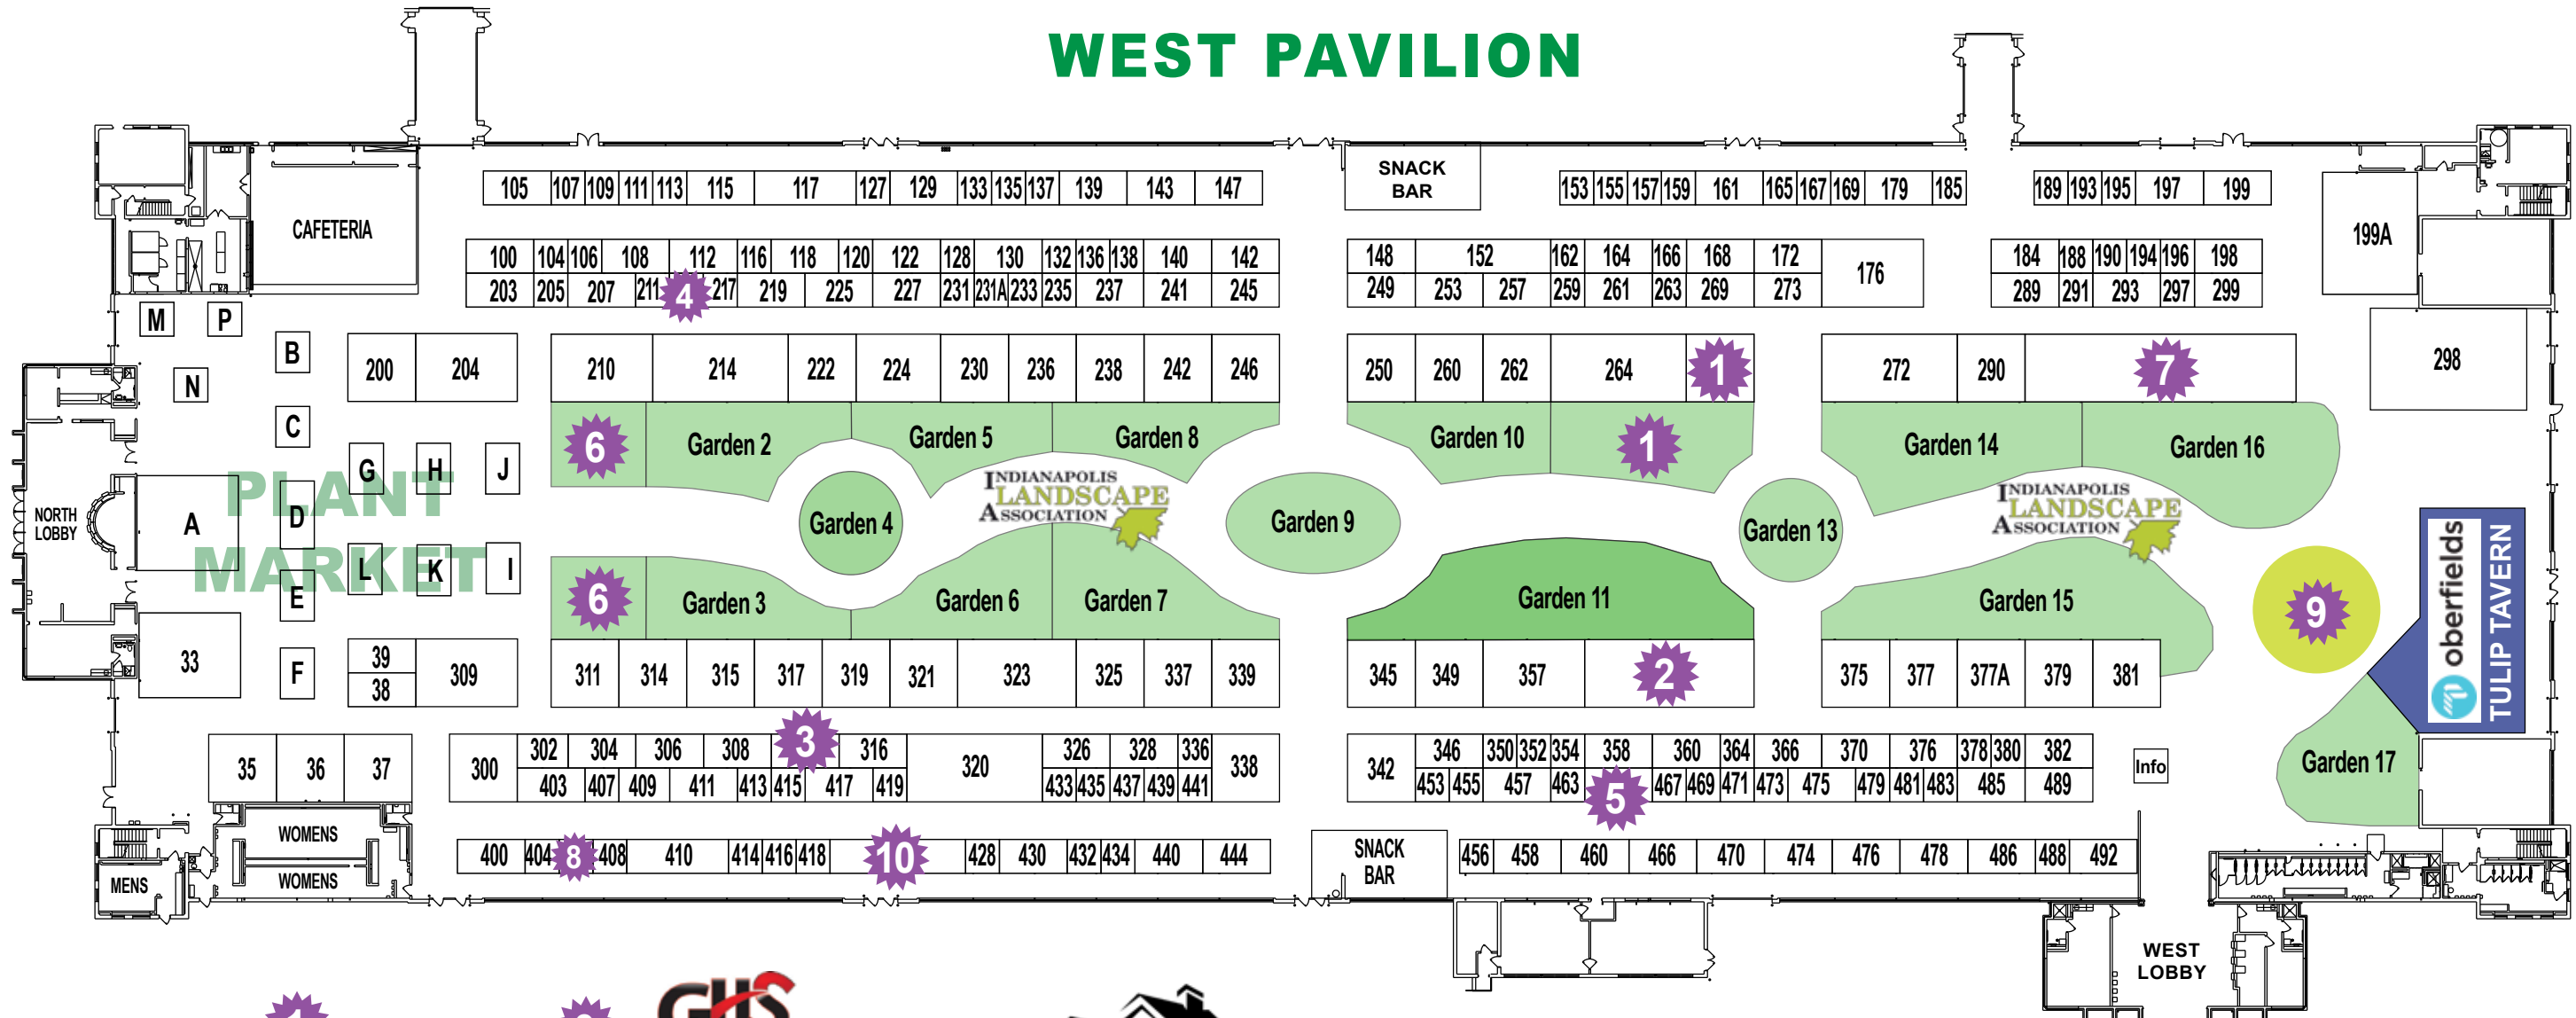 WEST PAVILION
SNACK
BAR
105 107 109 111 113 115 117 127 129 133 135 137 139 143 147
153 155 157 159 161 165 167 169 179 185
189 193 195 197 199
CAFETERIA
199A
100 104 106 108 112 116 118 120 122 128 130 132 136 138 140 142
148 152 162 164 166 168 172
176
184 188 190 194 196 198
203 205 207 211 4 217 219 225 227 231 231A 233 235 237 241 245
249 253 257 259 261 263 269 273
289 291 293 297 299
M P
B
N
C
200 204
210 214 222 224 230 236 238 242 246
250 260 262 264 1
272 290 7
298
6 Garden 2 Garden 5 Garden 8
Garden 10 1
Garden 14 Garden 16
G H J
PLANT
MARKET
NORTH
LOBBY
A
D
L K I
E
F
33
Garden 4
INDIANAPOLIS
LANDSCAPE
ASSOCIATION
Garden 9
Garden 13
INDIANAPOLIS
LANDSCAPE
ASSOCIATION
6 Garden 3 Garden 6 Garden 7
Garden 11
Garden 15
9
oberfields
TULIP TAVERN
39
38
309
311 314 315 317 319 321 323 325 337 339
345 349 357 2
375 377 377A 379 381
35 36 37
300
302 304 306 308 3 316
320
326 328 336
338
342
346 350 352 354 358 360 364 366 370 376 378 380 382
Info
Garden 17
403 407 409 411 413 415 417 419
433 435 437 439 441
453 455 457 463 5 467 469 471 473 475 479 481 483 485 489
WOMENS
WOMENS
MENS
400 404 8 408 410 414 416 418 10 428 430 432 434 440 444
SNACK
BAR
456 458 460 466 470 474 476 478 486 488 492
WEST
LOBBY
GHS